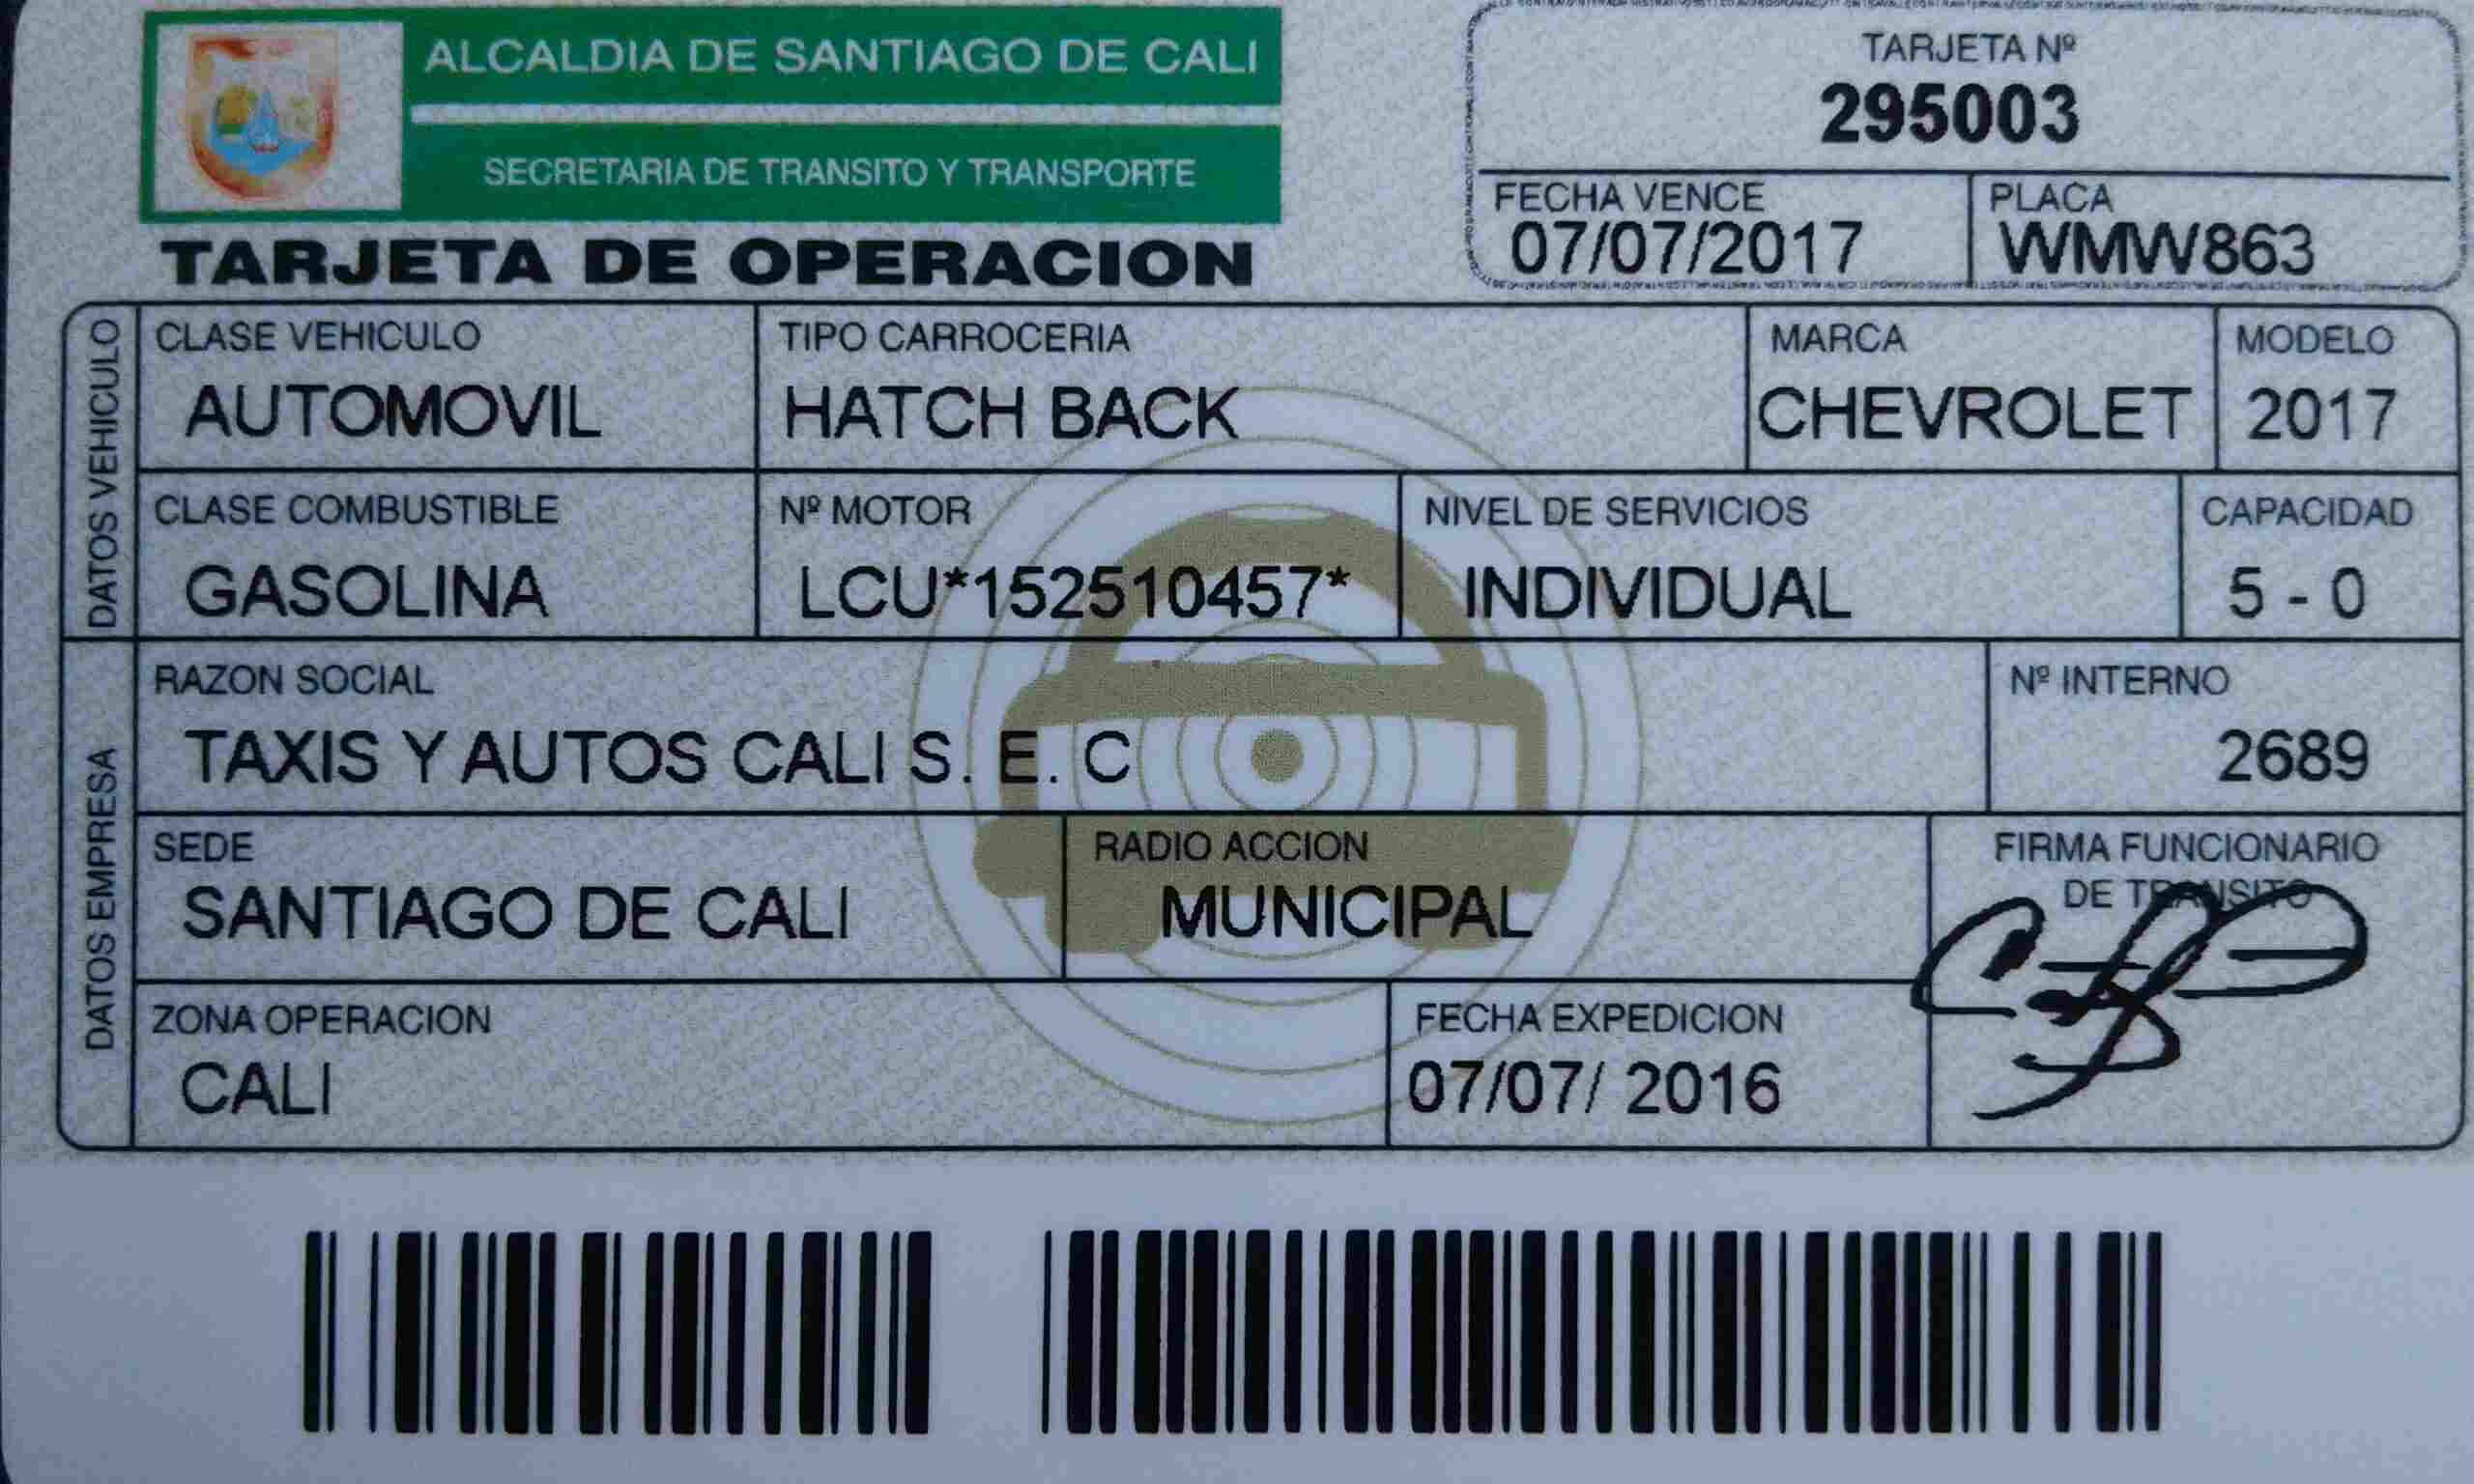 ALCALDIA DE SANTIAGO DE CALI
SECRETARIA DE TRANSITO Y TRANSPORTE
TARJETA DE OPERACION
TARJETA Nº
295003
FECHA VENCE
07/07/2017
PLACA
WMW863
DATOS VEHICULO
CLASE VEHICULO
AUTOMOVIL
TIPO CARROCERIA
HATCH BACK
MARCA
CHEVROLET
MODELO
2017
CLASE COMBUSTIBLE
GASOLINA
Nº MOTOR
LCU*152510457*
NIVEL DE SERVICIOS
INDIVIDUAL
CAPACIDAD
5 - 0
DATOS EMPRESA
RAZON SOCIAL
TAXIS Y AUTOS CALI S. E. C
Nº INTERNO
2689
SEDE
SANTIAGO DE CALI
RADIO ACCION
MUNICIPAL
FIRMA FUNCIONARIO
DE TRANSITO
ZONA OPERACION
CALI
FECHA EXPEDICION
07/07/ 2016